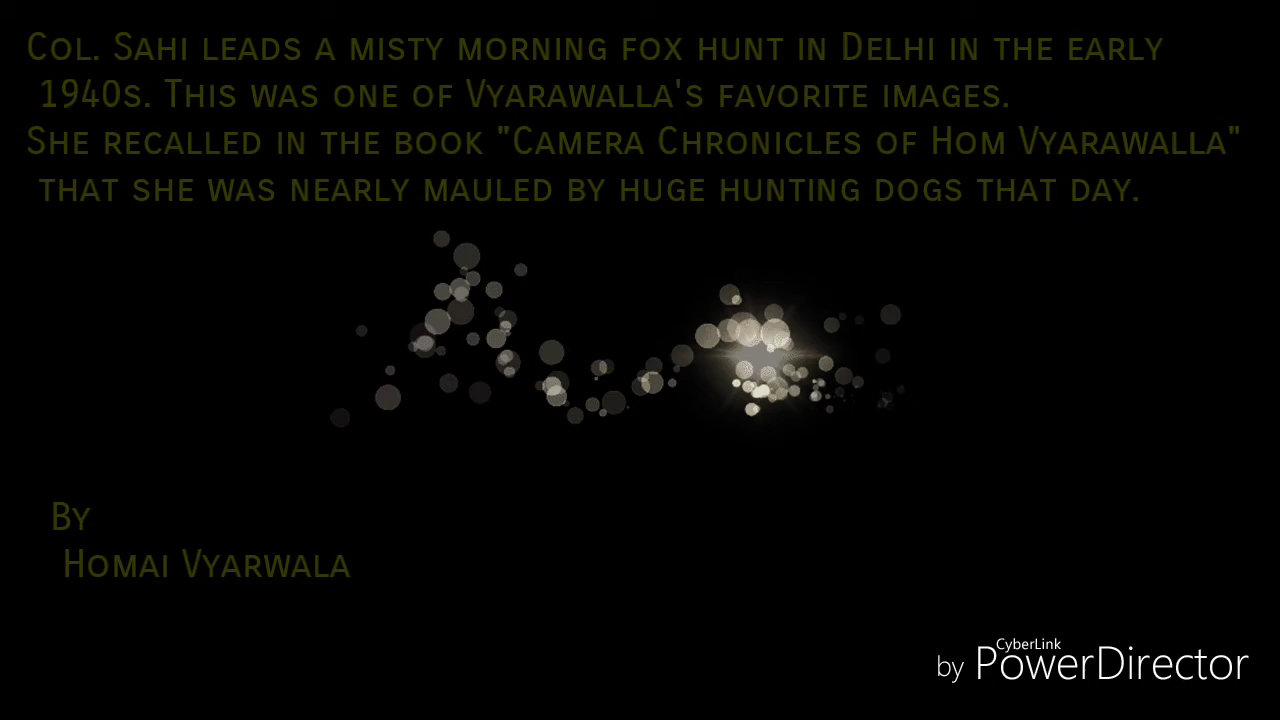 Col. Sahi leads a misty morning fox hunt in Delhi in the early
1940s. This was one of Vyarawalla's favorite images.
She recalled in the book "Camera Chronicles of Hom Vyarawalla"
that she was nearly mauled by huge hunting dogs that day.
By
Homai Vyarwala
CyberLink
by PowerDirector